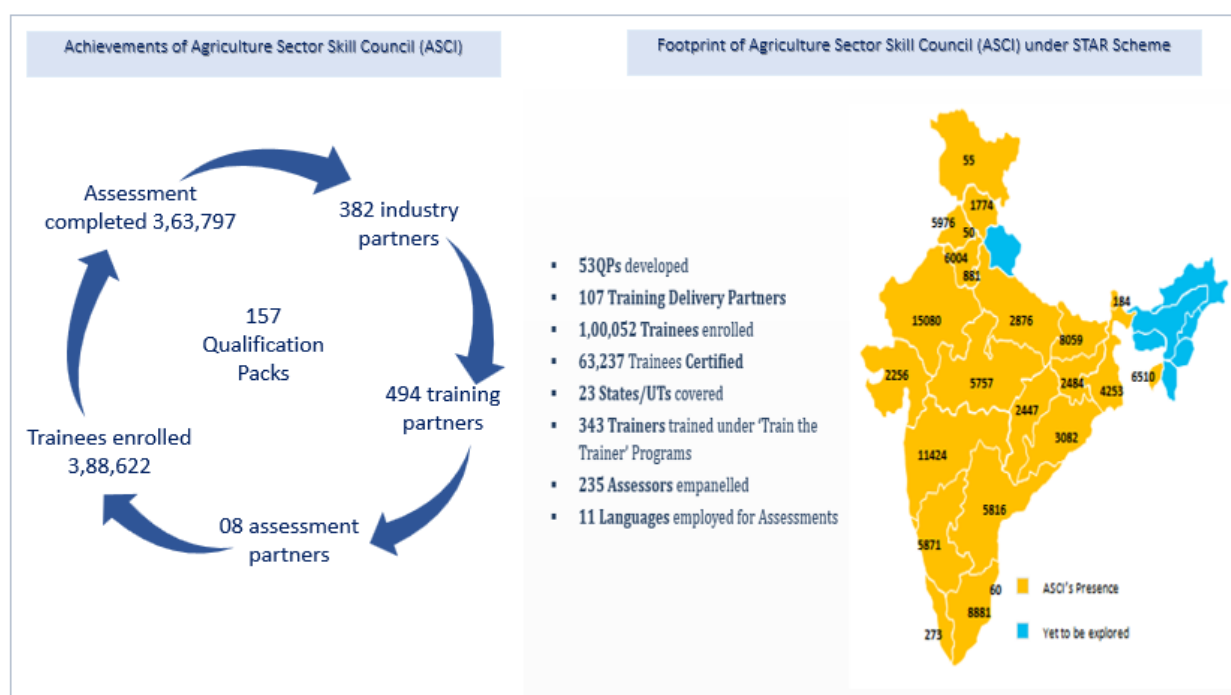 Achievements of Agriculture Sector Skill Council (ASCI)
Assessment
completed 3,63,797
382 industry
partners
157
Qualification
Packs
494 training
partners
Trainees enrolled
3,88,622
08 assessment
partners
Footprint of Agriculture Sector Skill Council (ASCI) under STAR Scheme
▪ 53QPs developed
▪ 107 Training Delivery Partners
▪ 1,00,052 Trainees enrolled
▪ 63,237 Trainees Certified
▪ 23 States/UTs covered
▪ 343 Trainers trained under ‘Train the
Trainer’ Programs
▪ 235 Assessors empanelled
▪ 11 Languages employed for Assessments
55
1774
5976
50
6004
881
184
15080
2876
8059
2256
5757
2484
4253
6510
2447
3082
11424
5816
5871
60
8881
273
ASCI's Presence
Yet to be explored